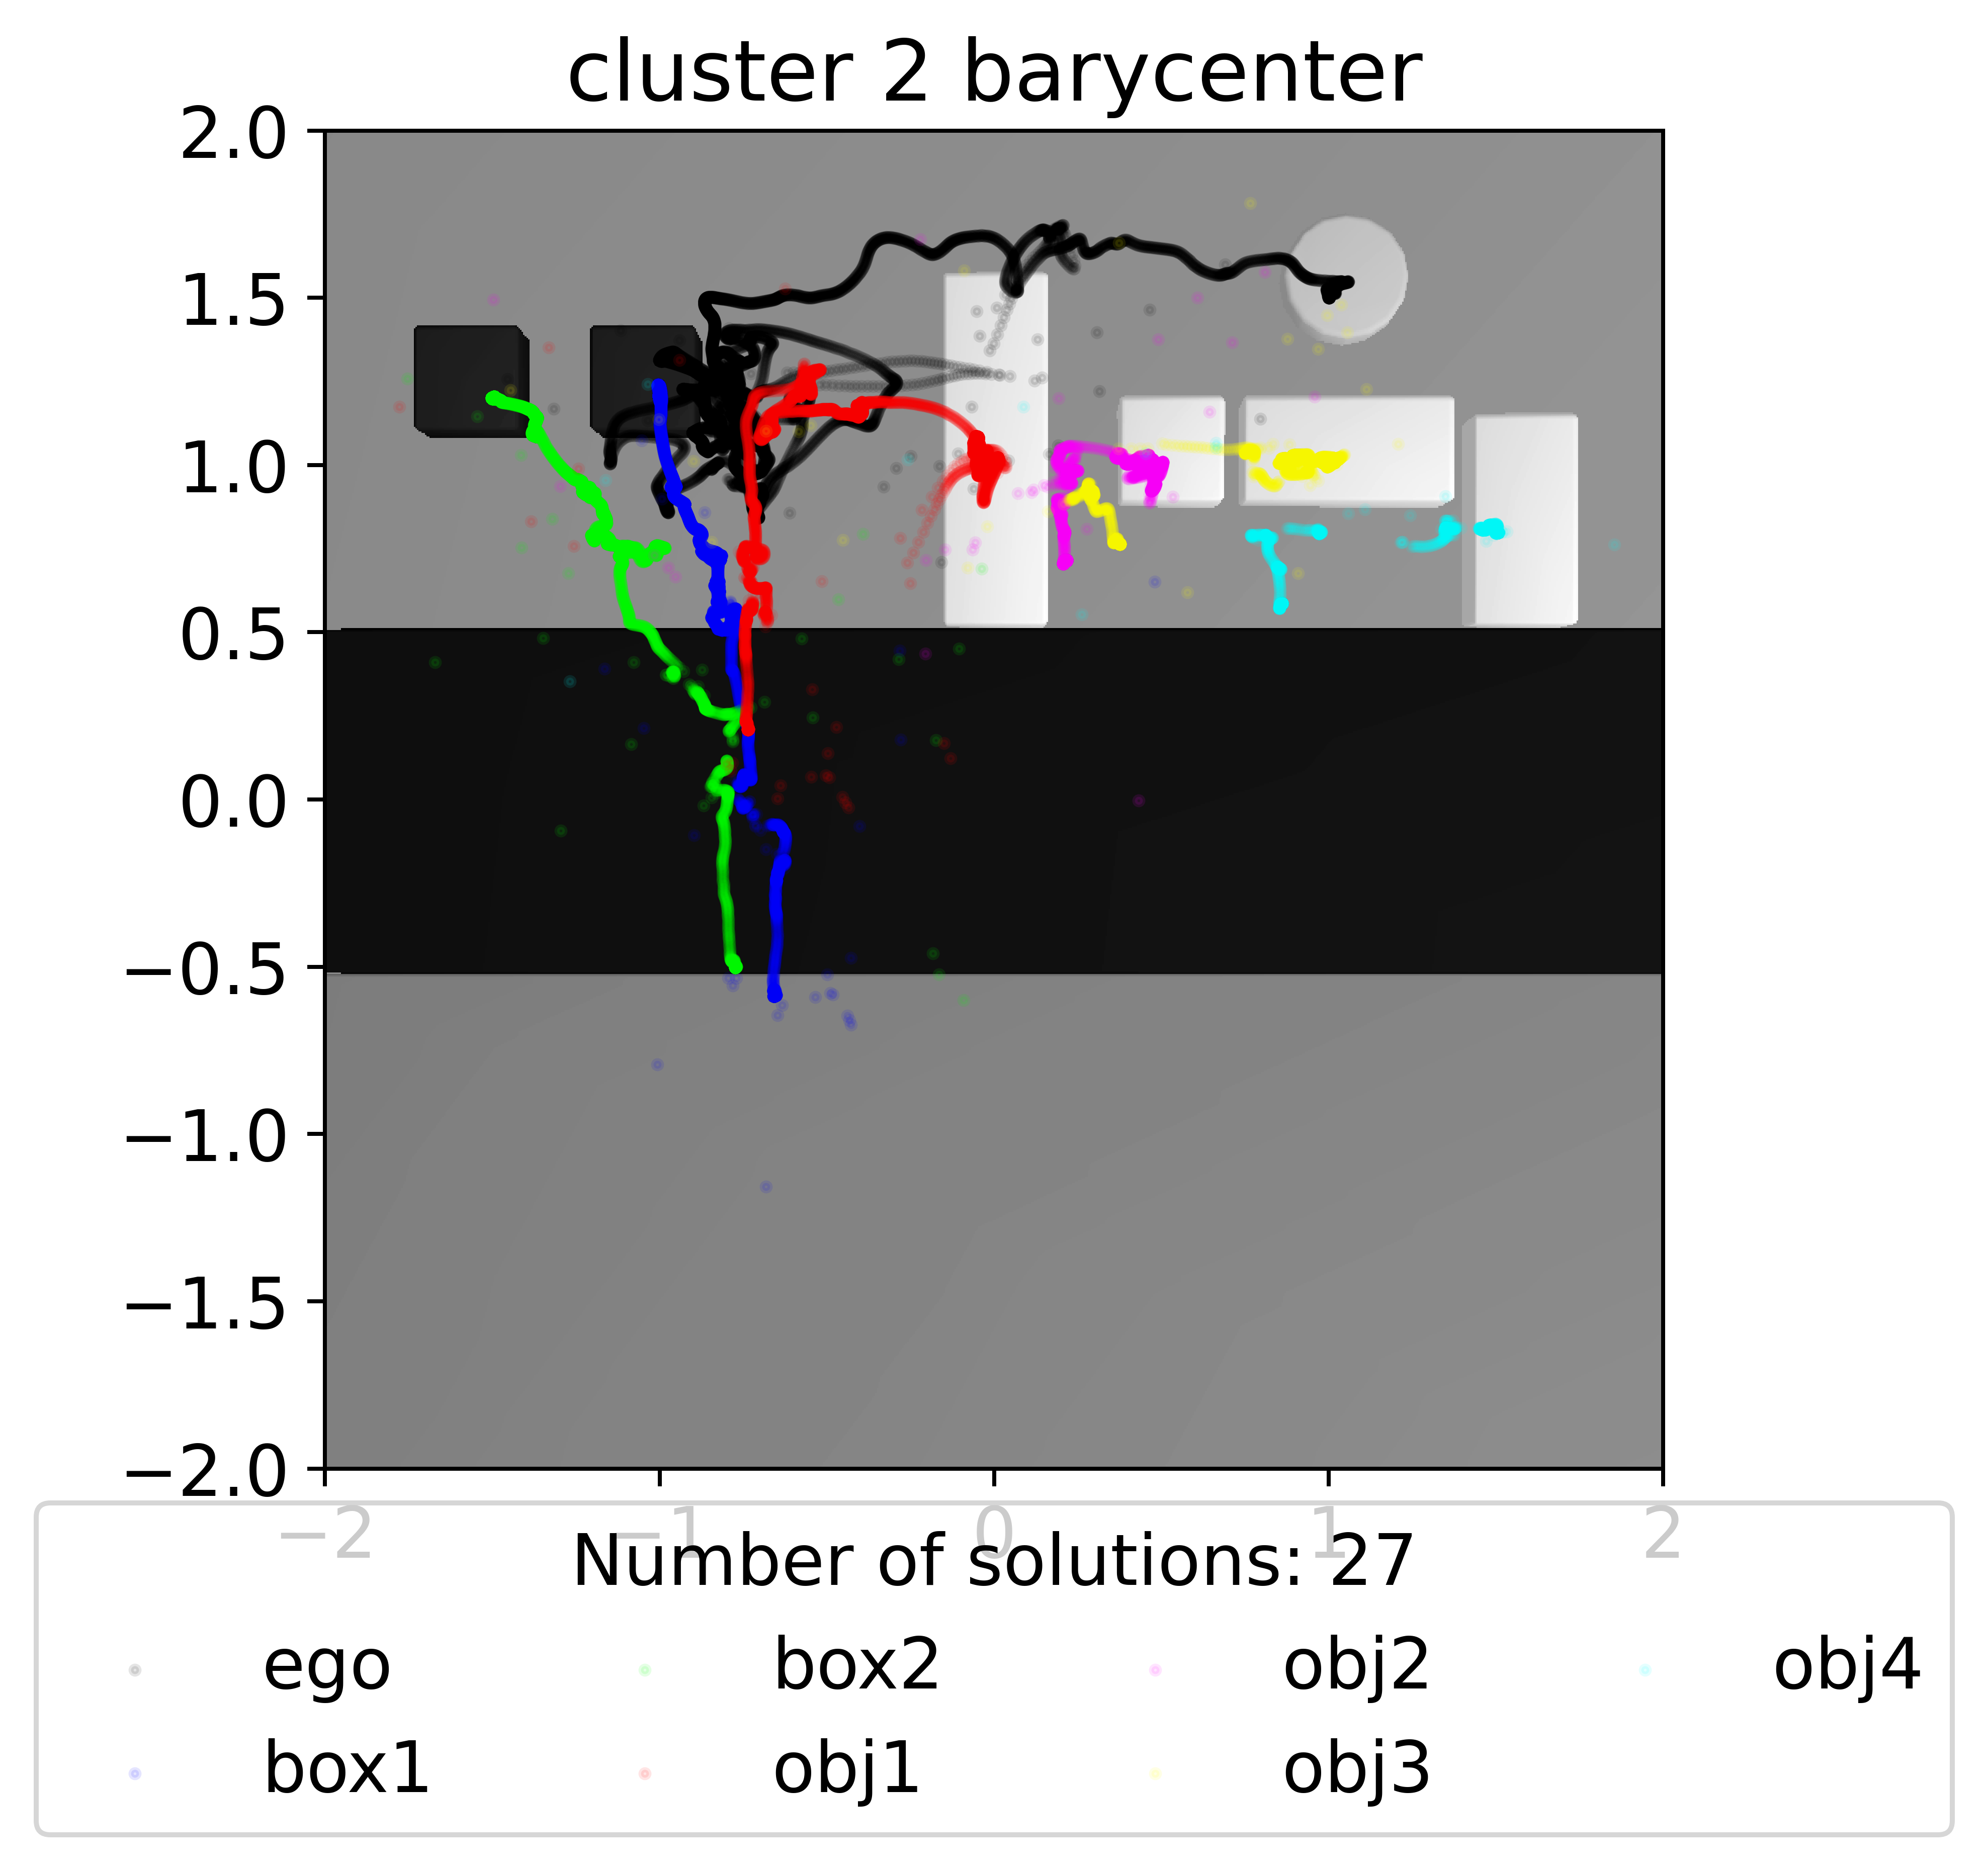 cluster 2 barycenter
2.0
1.5
1.0
0.5
0.0
−0.5
−1.0
−1.5
−2.0
−2 −1 0 1 2
Number of solutions: 27
ego box2 obj2 obj4
box1 obj1 obj3